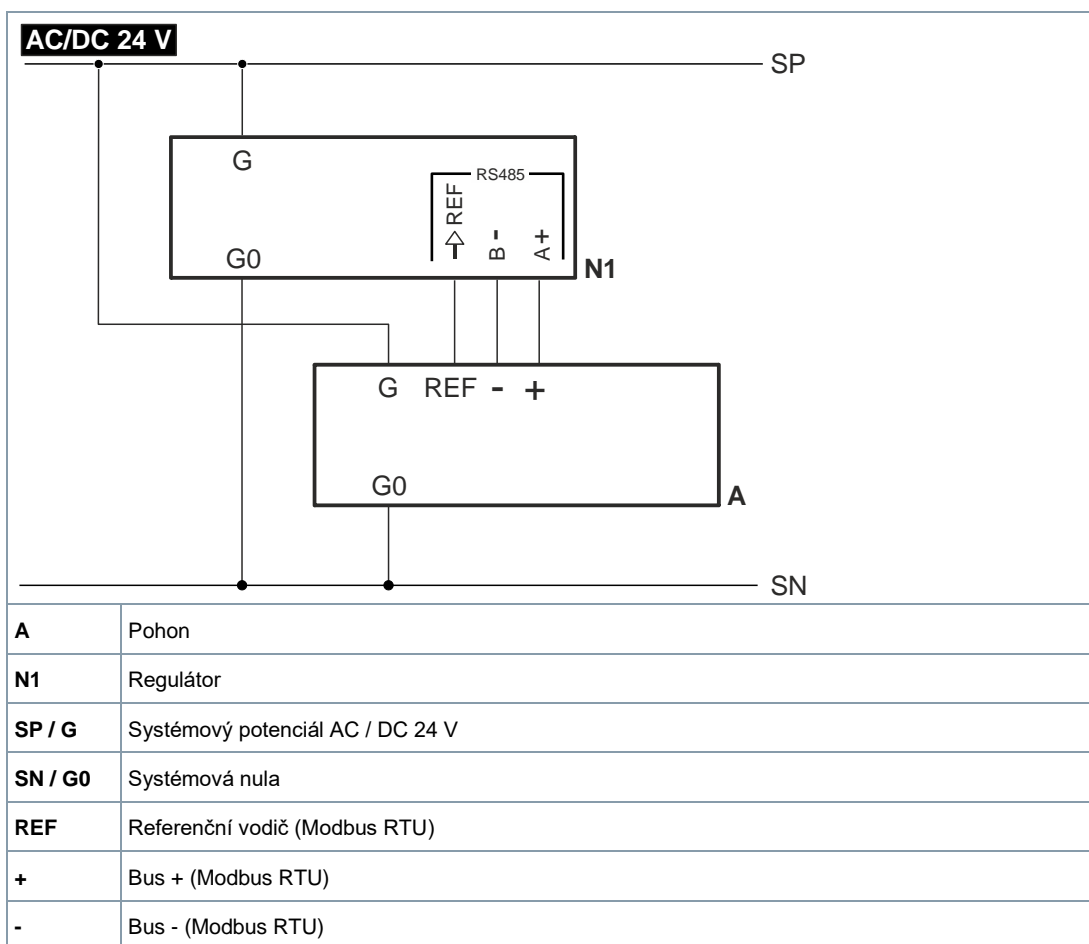 AC/DC 24 V
SP
G
RS485
REF
B -
A +
G0
N1
G REF - +
G0
A
SN
A Pohon
N1 Regulátor
SP / G Systémový potenciál AC / DC 24 V
SN / G0 Systémová nula
REF Referenční vodič (Modbus RTU)
+ Bus + (Modbus RTU)
- Bus - (Modbus RTU)